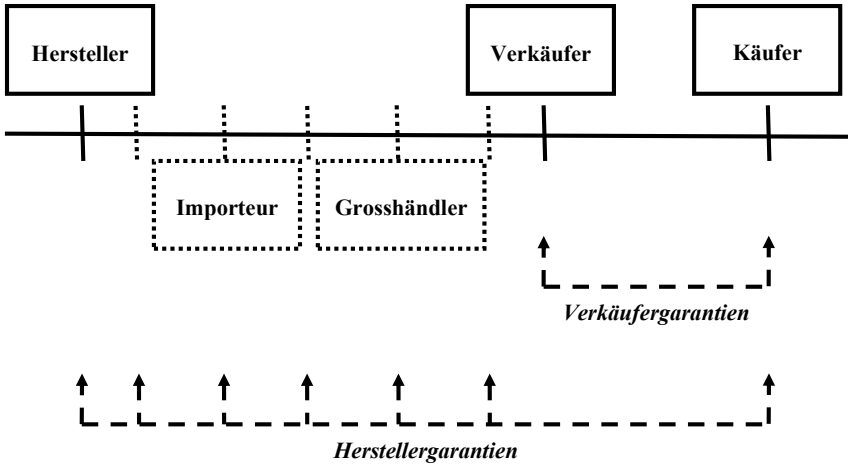 Hersteller
Verkäufer
Käufer
Importeur
Grosshändler
Verkäufergarantien
Herstellergarantien